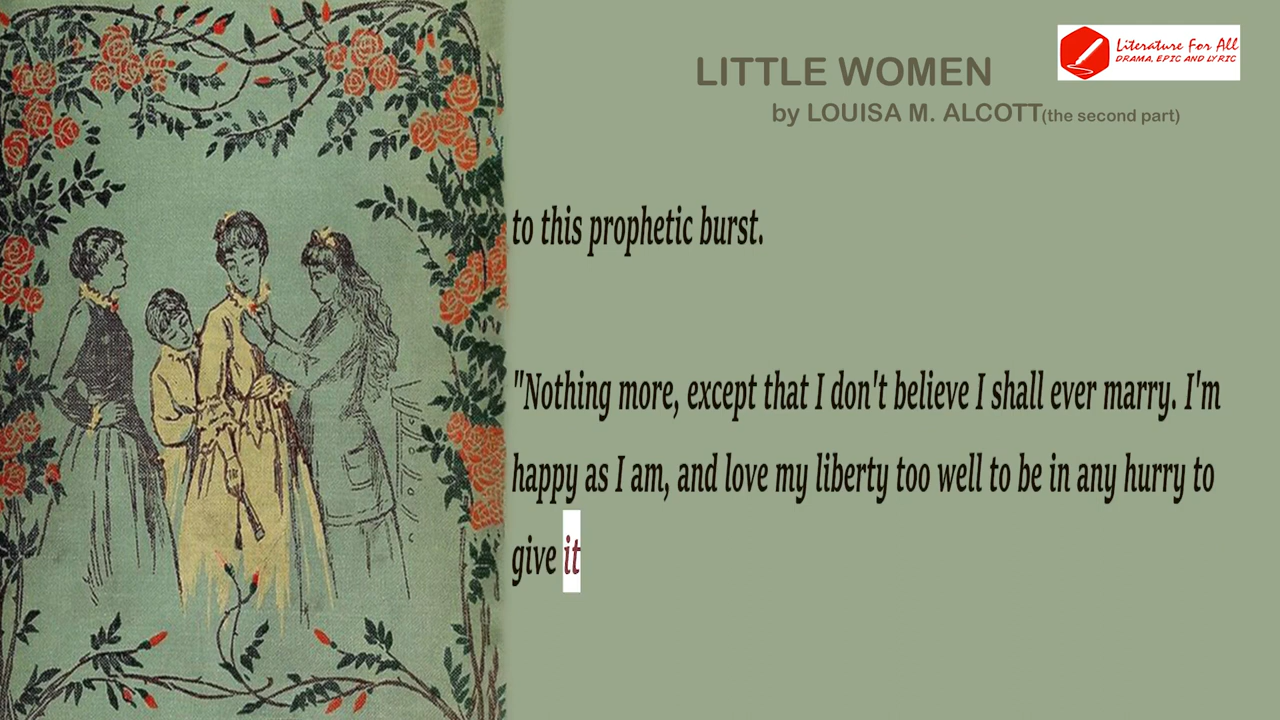 LITTLE WOMEN
Literature For All
DRAMA, EPIC AND LYRIC
by LOUISA M. ALCOTT(the second part)
to this prophetic burst.
"Nothing more, except that I don't believe I shall ever marry. I'm
happy as I am, and love my liberty too well to be in any hurry to
give it